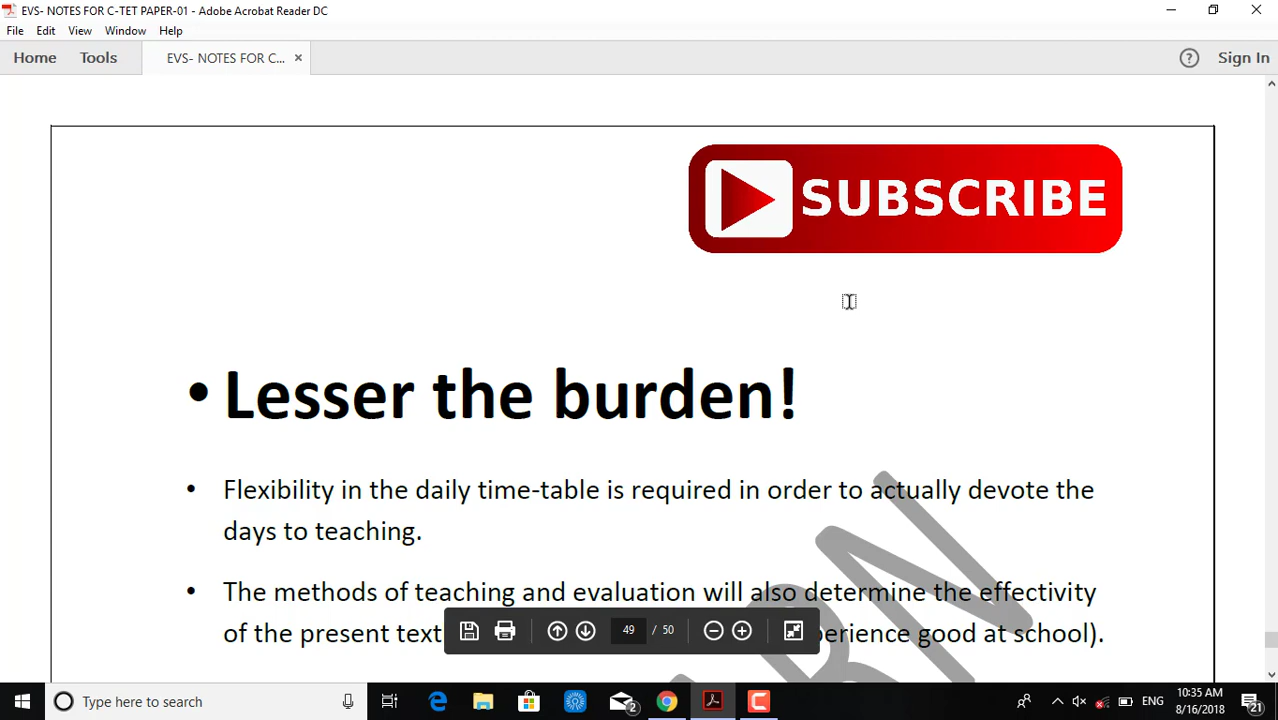 EVS- NOTES FOR C-TET PAPER-01 - Adobe Acrobat Reader DC
File Edit View Window Help
Home Tools EVS- NOTES FOR C... × ? Sign In
SUBSCRIBE
• Lesser the burden!
• Flexibility in the daily time-table is required in order to actually devote the
days to teaching.
• The methods of teaching and evaluation will also determine the effectivity
of the present text
perience good at school).
49 / 50
Type here to search
2
ENG
10:35 AM
8/16/2018
21